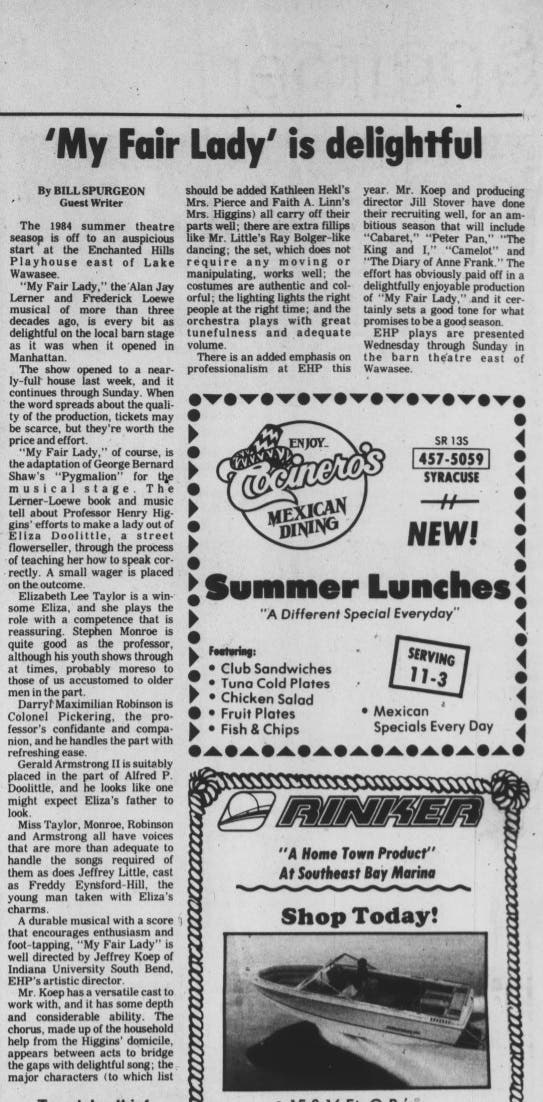 'My Fair Lady' is delightful
By BILL SPURGEON
Guest Writer
The 1984 summer theatre
seasop is off to an auspicious
start at the Enchanted Hills
Playhouse east of Lake
Wawasee.
"My Fair Lady," the Alan Jay
Lerner and Frederick Loewe
musical of more than three
decades ago, is every bit as
delightful on the local barn stage
as it was when it opened in
Manhattan.
The show opened to a near-
ly-full house last week, and it
continues through Sunday. When
the word spreads about the quali-
ty of the production, tickets may
be scarce, but they're worth the
price and effort.
"My Fair Lady," of course, is
the adaptation of George Bernard
Shaw's "Pygmalion" for the
musical stage. The
Lerner-Loewe book and music
tell about Professor Henry Hig-
gins' efforts to make a lady out of
Eliza Doolittle, a street
flowerseller, through the process
of teaching her how to speak cor-
rectly. A small wager is placed
on the outcome.
Elizabeth Lee Taylor is a win-
some Eliza, and she plays the
role with a competence that is
reassuring. Stephen Monroe is
quite good as the professor,
although his youth shows through
at times, probably moreso to
those of us accustomed to older
men in the part.
Darryl Maximilian Robinson is
Colonel Pickering, the pro-
fessor's confidante and compa-
nion, and he handles the part with
refreshing ease.
Gerald Armstrong II is suitably
placed in the part of Alfred P.
Doolittle, and he looks like one
might expect Eliza's father to
look.
Miss Taylor, Monroe, Robinson
and Armstrong all have voices
that are more than adequate to
handle the songs required of
them as does Jeffrey Little, cast
as Freddy Eynsford-Hill, the
young man taken with Eliza's
charms.
A durable musical with a score
that encourages enthusiasm and
foot-tapping, "My Fair Lady" is
well directed by Jeffrey Koep of
Indiana University South Bend,
EHP's artistic director.
Mr. Koep has a versatile cast to
work with, and it has some depth
and considerable ability. The
chorus, made up of the household
help from the Higgins' domicile,
appears between acts to bridge
the gaps with delightful song; the
major characters (to which list
should be added Kathleen Hekl's
Mrs. Pierce and Faith A. Linn's
Mrs. Higgins) all carry off their
parts well; there are extra fillips
like Mr. Little's Ray Bolger-like
dancing; the set, which does not
require any moving or
manipulating, works well; the
costumes are authentic and col-
orful; the lighting lights the right
people at the right time; and the
orchestra plays with great
tunefulness and adequate
volume.
There is an added emphasis on
professionalism at EHP this
year. Mr. Koep and producing
director Jill Stover have done
their recruiting well, for an am-
bitious season that will include
"Cabaret," "Peter Pan," "The
King and I," "Camelot" and
"The Diary of Anne Frank." The
effort has obviously paid off in a
delightfully enjoyable production
of "My Fair Lady," and it cer-
tainly sets a good tone for what
promises to be a good season.
EHP plays are presented
Wednesday through Sunday in
the barn theatre east of
Wawasee.
ENJOY...
Cocinero's
MEXICAN
DINING
SR 13S
457-5059
SYRACUSE
NEW!
Summer Lunches
"A Different Special Everyday"
Featuring:
• Club Sandwiches
• Tuna Cold Plates
• Chicken Salad
• Fruit Plates
• Fish & Chips
SERVING
11-3
• Mexican
Specials Every Day
RINKER
"A Home Town Product"
At Southeast Bay Marina
Shop Today!